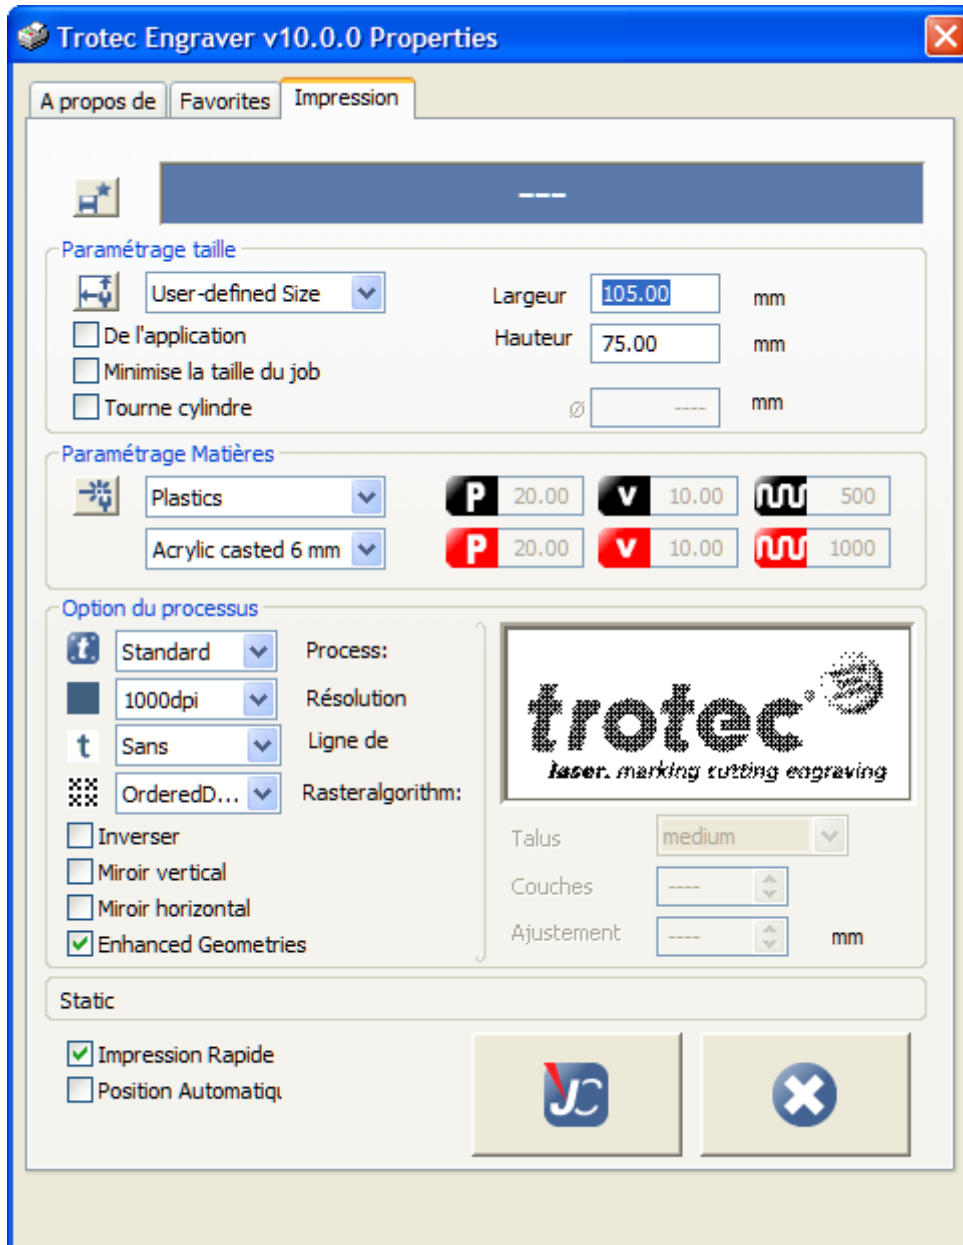 Trotec Engraver v10.0.0 Properties
A propos de Favorites Impression
---
Paramétrage taille
User-defined Size Largeur 105.00 mm
De l'application Hauteur 75.00 mm
Minimise la taille du job
Tourne cylindre ø ---- mm
Paramétrage Matières
Plastics P 20.00 v 10.00 500
Acrylic casted 6 mm P 20.00 v 10.00 1000
Option du processus
t Standard Process:
1000dpi Résolution
t Sans Ligne de
OrderedD... Rasteralgorithm:
trotec
laser. marking cutting engraving
Inverser
Miroir vertical
Miroir horizontal
Enhanced Geometries
Talus medium
Couches ----
Ajustement ---- mm
Static
Impression Rapide
Position Automatiqu
JC